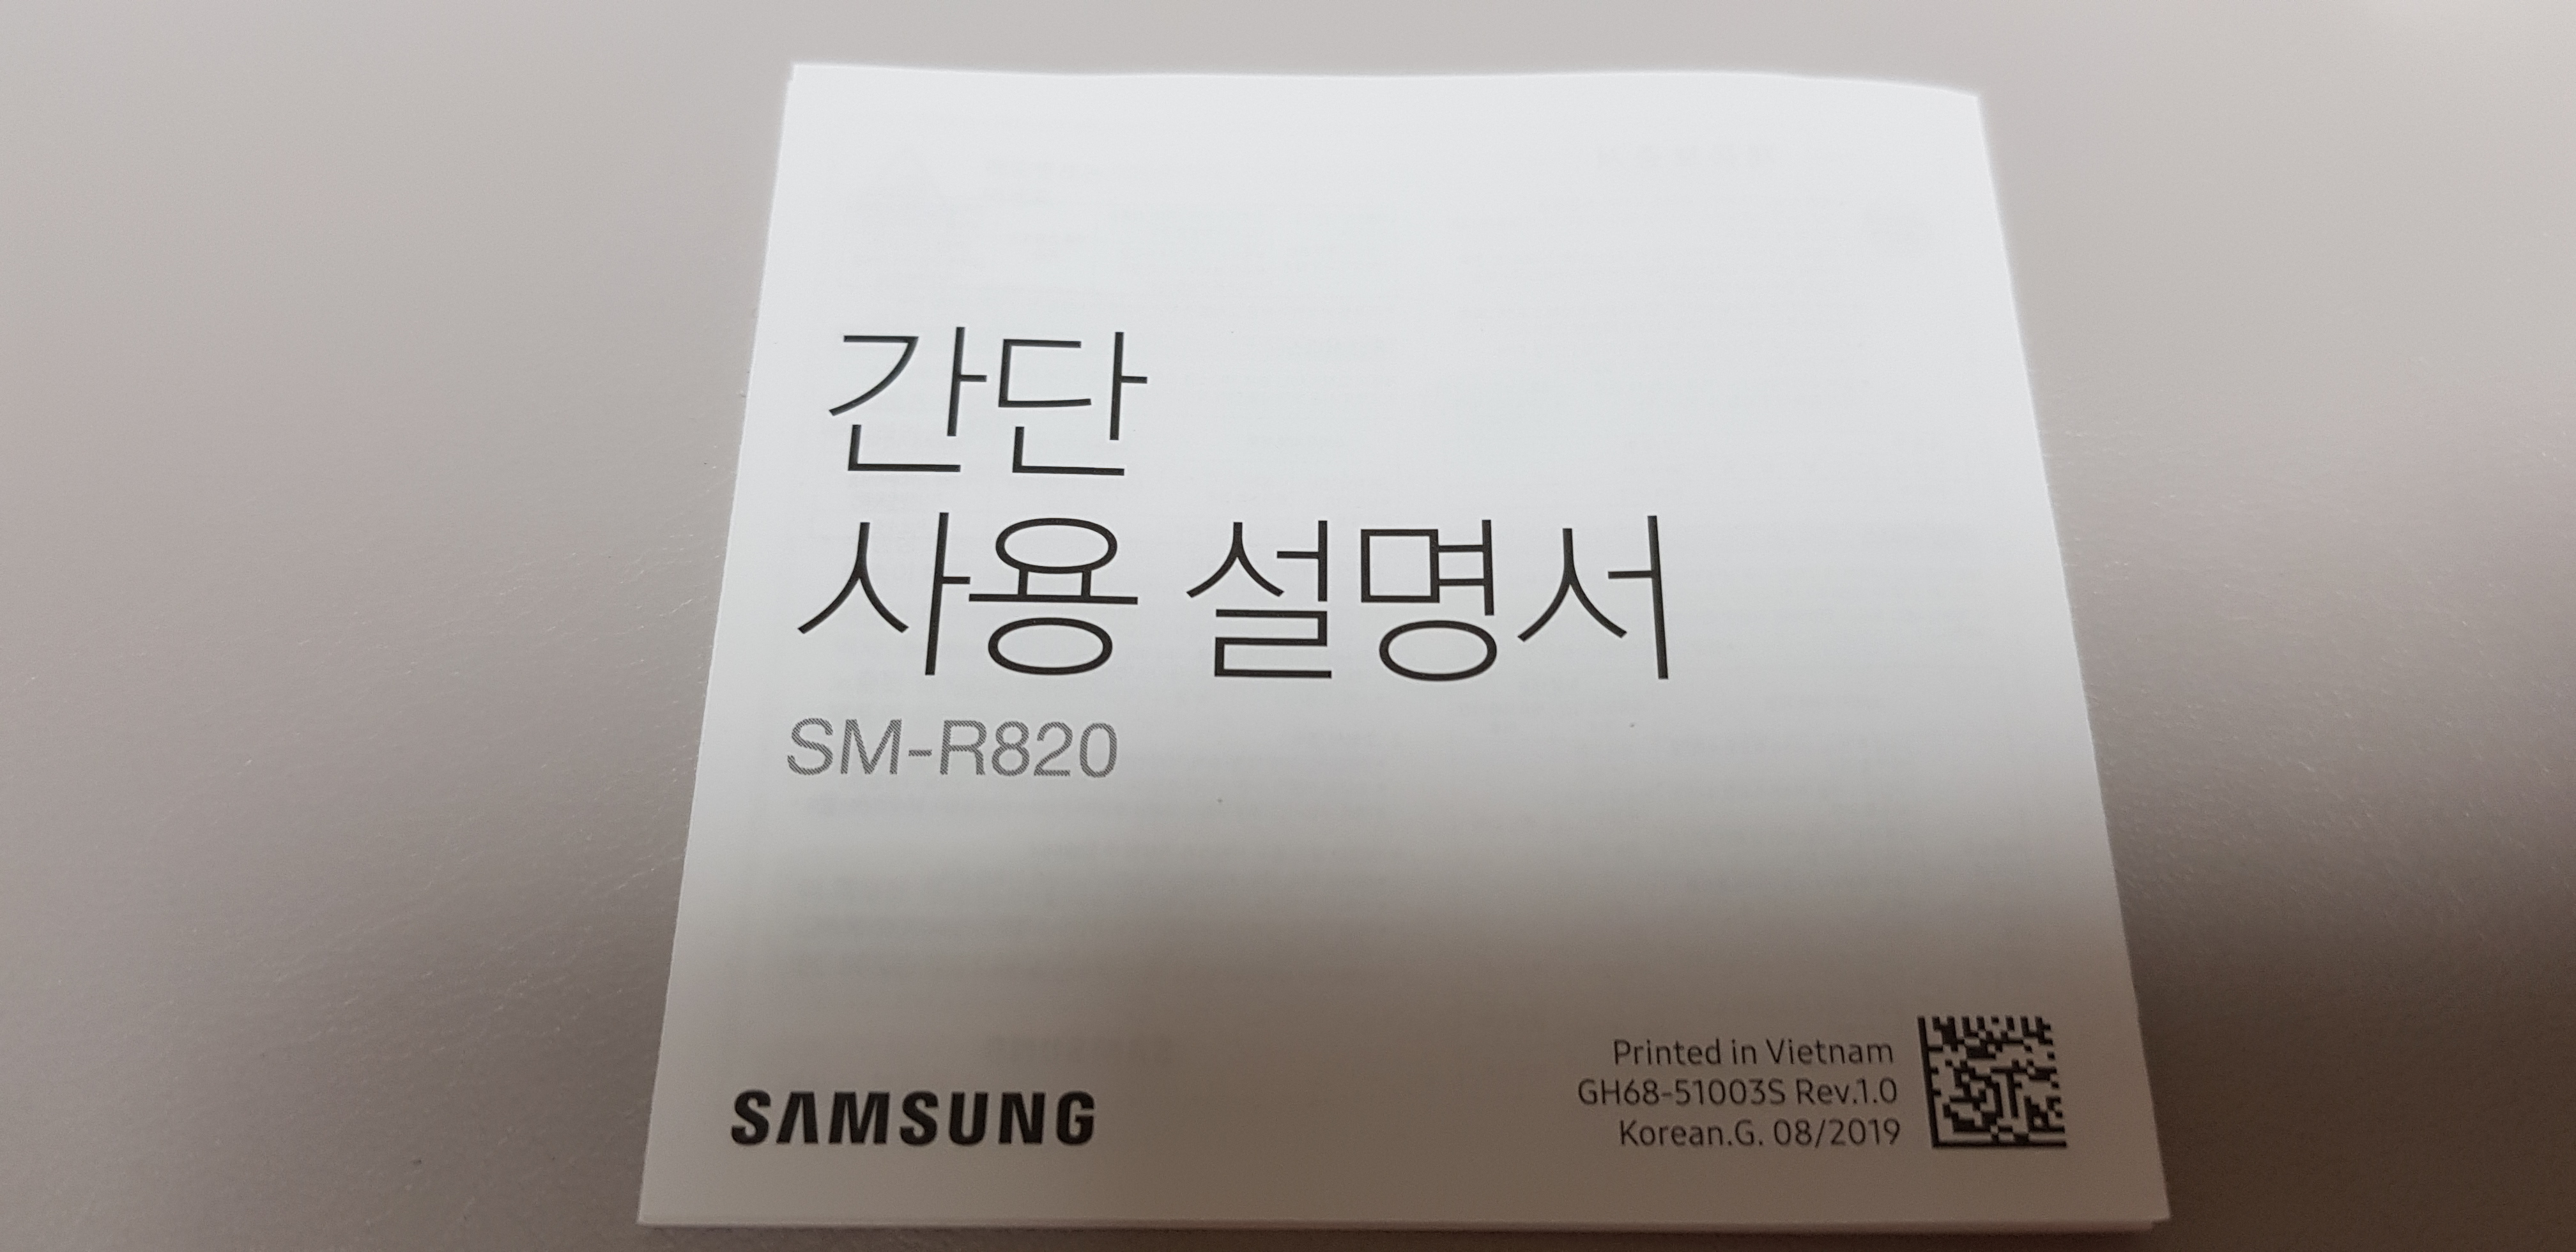 간단
사용 설명서
SM-R820
SAMSUNG
Printed in Vietnam
GH68-51003S Rev.1.0
Korean.G. 08/2019